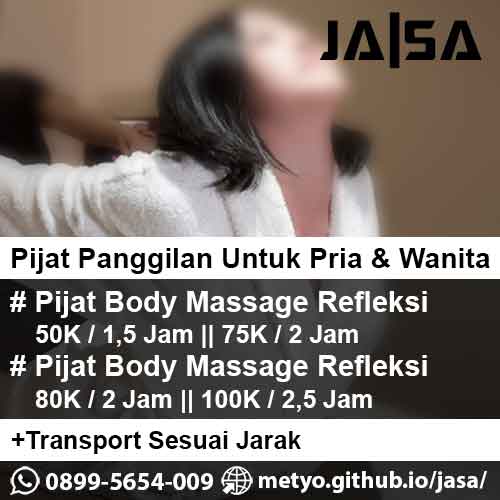 JA|SA
Pijat Panggilan Untuk Pria & Wanita
# Pijat Body Massage Refleksi
50K / 1,5 Jam || 75K / 2 Jam
# Pijat Body Massage Refleksi
80K / 2 Jam || 100K / 2,5 Jam
+Transport Sesuai Jarak
0899-5654-009 metyo.github.io/jasa/